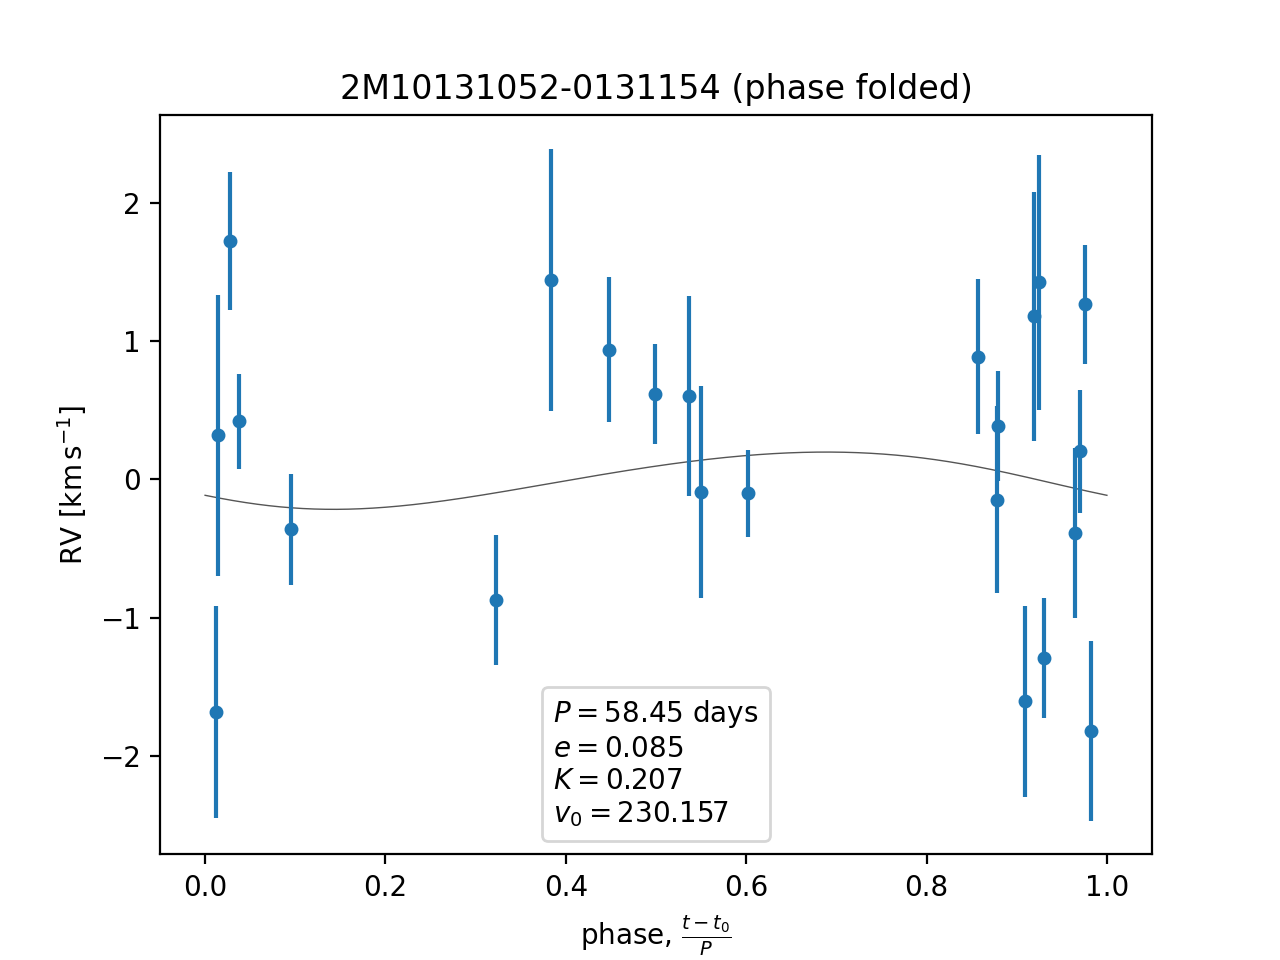 2M10131052-0131154 (phase folded)
RV [km s⁻¹]
2
1
0
−1
−2
P = 58.45 days
e = 0.085
K = 0.207
v₀ = 230.157
0.0 0.2 0.4 0.6 0.8 1.0
phase, (t − t₀)/P